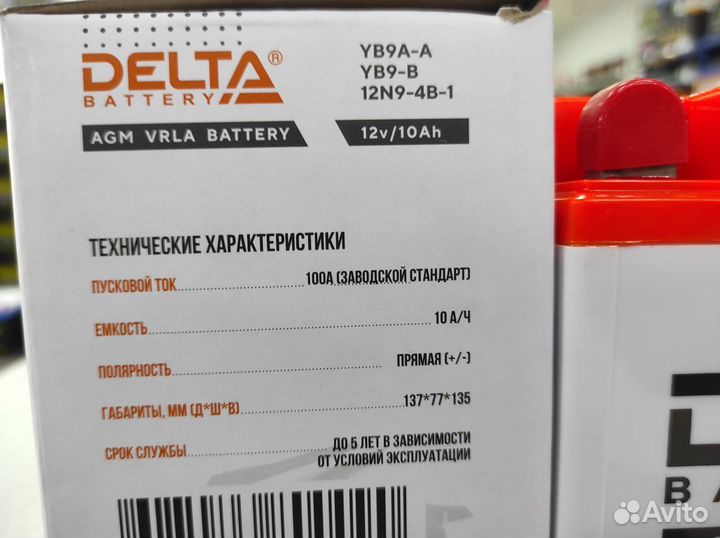 DELTA®
BATTERY
YB9A-A
YB9-B
12N9-4B-1
AGM VRLA BATTERY
12v/10Ah
ТЕХНИЧЕСКИЕ ХАРАКТЕРИСТИКИ
ПУСКОВОЙ ТОК 100А (ЗАВОДСКОЙ СТАНДАРТ)
ЕМКОСТЬ 10 А/Ч
ПОЛЯРНОСТЬ ПРЯМАЯ (+/-)
ГАБАРИТЫ, ММ (Д*Ш*В) 137*77*135
СРОК СЛУЖБЫ ДО 5 ЛЕТ В ЗАВИСИМОСТИ
ОТ УСЛОВИЙ ЭКСПЛУАТАЦИИ
Avito